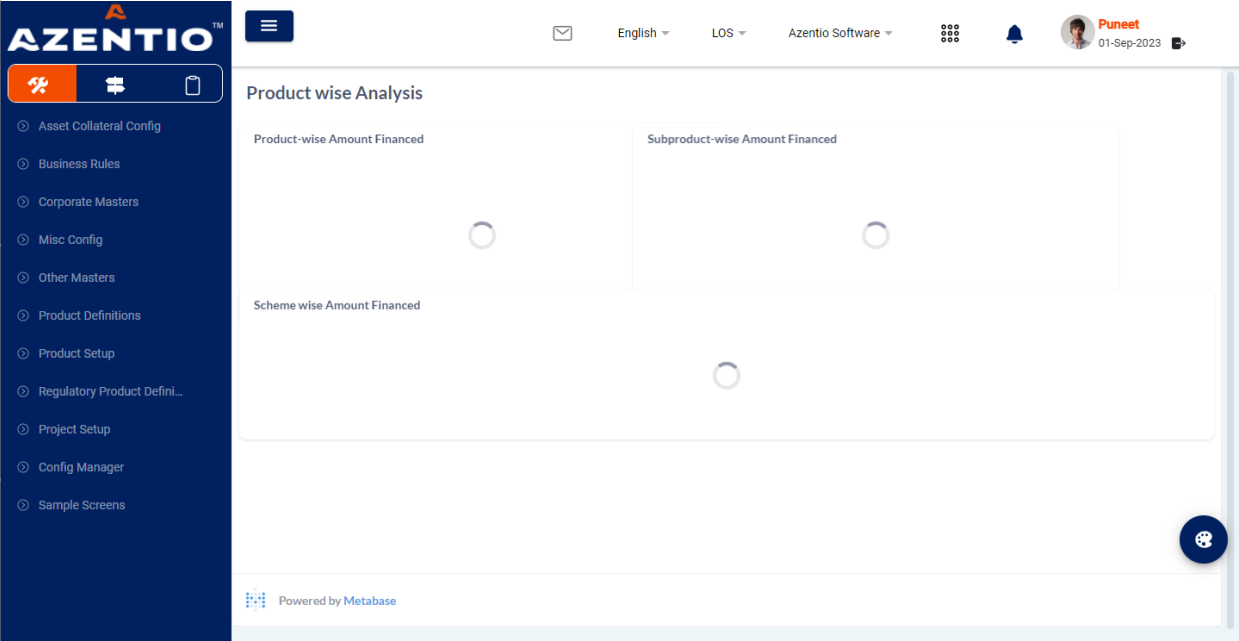 AZENTIO™
English
LOS
Azentio Software
Puneet
01-Sep-2023
Asset Collateral Config
Business Rules
Corporate Masters
Misc Config
Other Masters
Product Definitions
Product Setup
Regulatory Product Defini...
Project Setup
Config Manager
Sample Screens
Product wise Analysis
Product-wise Amount Financed
Subproduct-wise Amount Financed
Scheme wise Amount Financed
Powered by Metabase